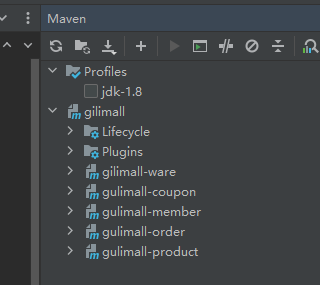 Maven
Profiles
jdk-1.8
gilimall
Lifecycle
Plugins
gilimall-ware
gulimall-coupon
gulimall-member
gulimall-order
gulimall-product